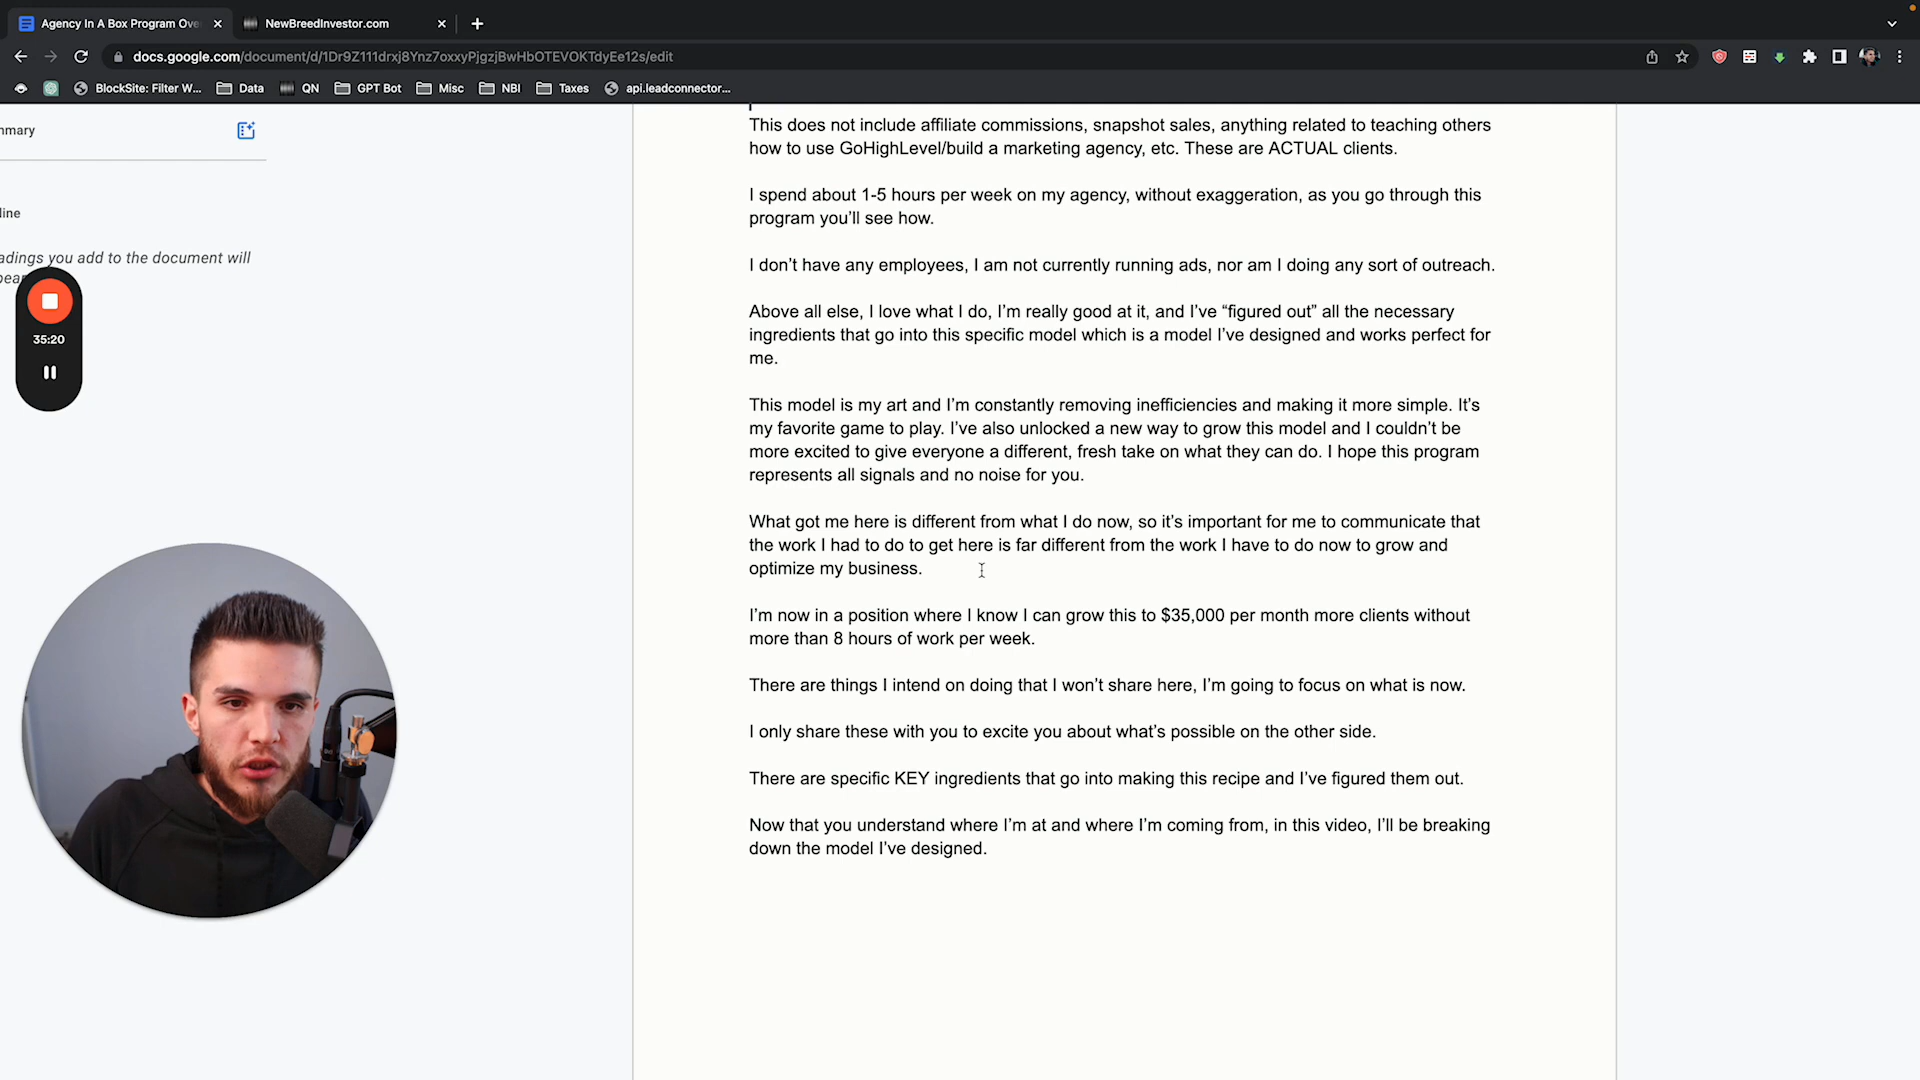 Agency In A Box Program Ove
NewBreedInvestor.com
docs.google.com/document/d/1Dr9Z111drxj8Ynz7oxxyPjgzjBwHbOTEVOKTdyEe12s/edit
BlockSite: Filter W...
Data
QN
GPT Bot
Misc
NBI
Taxes
api.leadconnector...
mmary
line
adings you add to the document will
pear
35:20
This does not include affiliate commissions, snapshot sales, anything related to teaching others
how to use GoHighLevel/build a marketing agency, etc. These are ACTUAL clients.
I spend about 1-5 hours per week on my agency, without exaggeration, as you go through this
program you’ll see how.
I don’t have any employees, I am not currently running ads, nor am I doing any sort of outreach.
Above all else, I love what I do, I’m really good at it, and I’ve “figured out” all the necessary
ingredients that go into this specific model which is a model I’ve designed and works perfect for
me.
This model is my art and I’m constantly removing inefficiencies and making it more simple. It’s
my favorite game to play. I’ve also unlocked a new way to grow this model and I couldn’t be
more excited to give everyone a different, fresh take on what they can do. I hope this program
represents all signals and no noise for you.
What got me here is different from what I do now, so it’s important for me to communicate that
the work I had to do to get here is far different from the work I have to do now to grow and
optimize my business.
I’m now in a position where I know I can grow this to $35,000 per month more clients without
more than 8 hours of work per week.
There are things I intend on doing that I won’t share here, I’m going to focus on what is now.
I only share these with you to excite you about what’s possible on the other side.
There are specific KEY ingredients that go into making this recipe and I’ve figured them out.
Now that you understand where I’m at and where I’m coming from, in this video, I’ll be breaking
down the model I’ve designed.